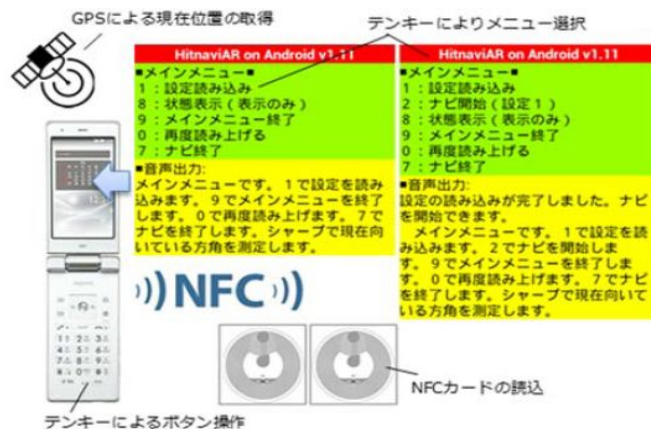 GPSによる現在位置の取得
テンキーによりメニュー選択
HitnaviAR on Android v1.11
■メインメニュー■
1：設定読み込み
8：状態表示（表示のみ）
9：メインメニュー終了
0：再度読み上げる
7：ナビ終了
■音声出力:
メインメニューです。１で設定を読み
込みます。９でメインメニューを終了
します。０で再度読み上げます。７で
ナビを終了します。シャープで現在向
いている方角を測定します。
HitnaviAR on Android v1.11
■メインメニュー■
1：設定読み込み
2：ナビ開始（設定１）
8：状態表示（表示のみ）
9：メインメニュー終了
0：再度読み上げる
7：ナビ終了
■音声出力:
設定の読み込みが完了しました。ナビ
を開始できます。
　メインメニューです。１で設定を読
み込みます。２でナビを開始しま
す。９でメインメニューを終了しま
す。０で再度読み上げます。７でナビ
を終了します。シャープで現在向いて
いる方角を測定します。
NFC
NFCカードの読込
テンキーによるボタン操作